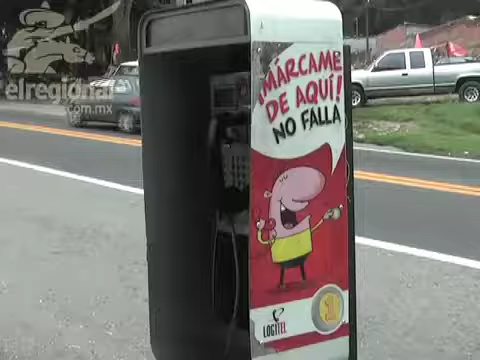 elregional
.com.mx
¡MÁRCAME
DE AQUÍ!
NO FALLA
LOGITEL